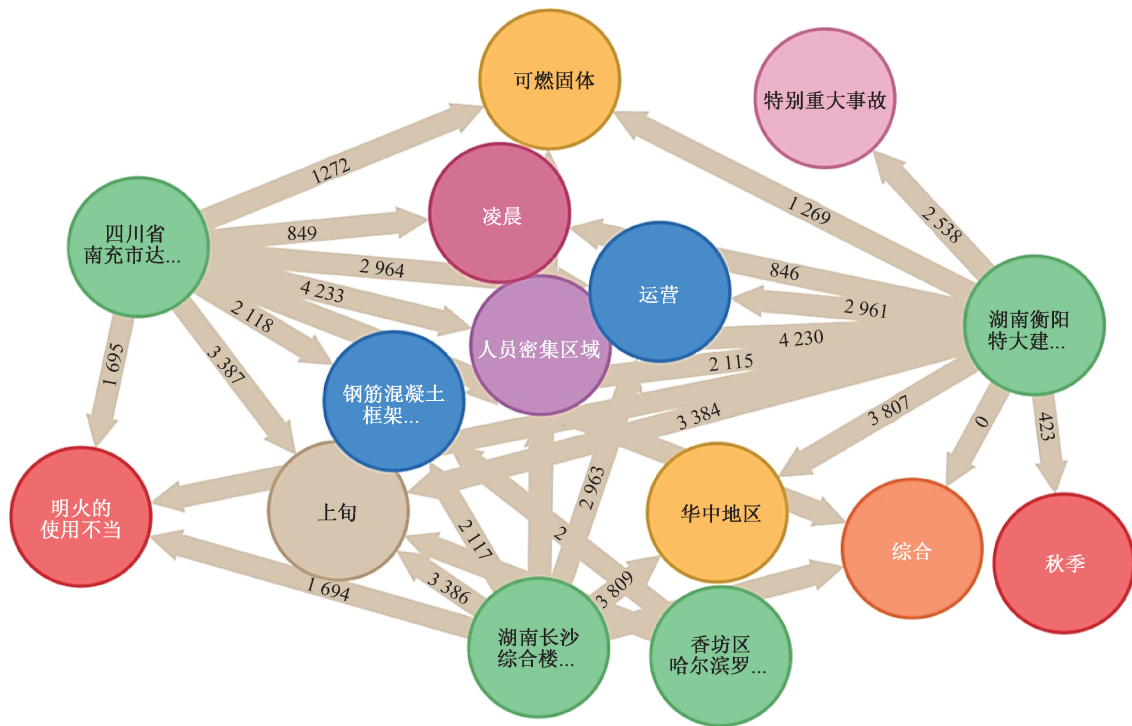 可燃固体
特别重大事故
1272
1 269
四川省
南充市达...
凌晨
2 538
849
2 964
运营
846
湖南衡阳
特大建...
4 233
2 961
人员密集区域
2 118
4 230
2 115
1 695
3 387
钢筋混凝土
框架...
3 384
3 807
0
423
明火的
使用不当
上旬
2 963
华中地区
综合
秋季
2 117
2
1 694
3 386
3 809
湖南长沙
综合楼...
香坊区
哈尔滨罗...